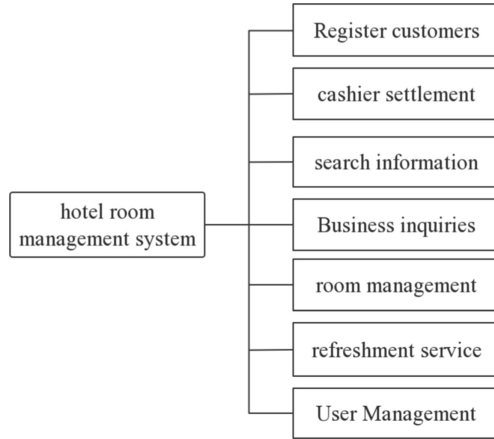 Register customers
cashier settlement
search information
hotel room
management system
Business inquiries
room management
refreshment service
User Management